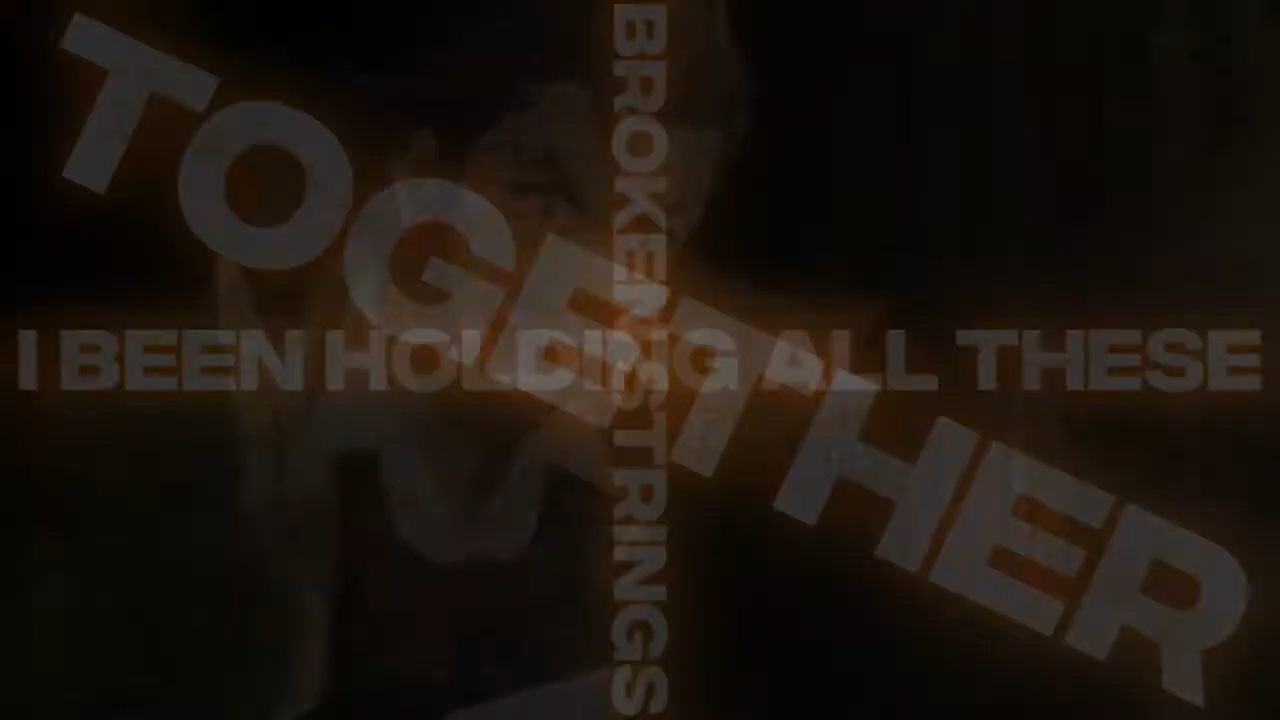 I BEEN HOLDING ALL THESE
BROKEN STRINGS
TOGETHER